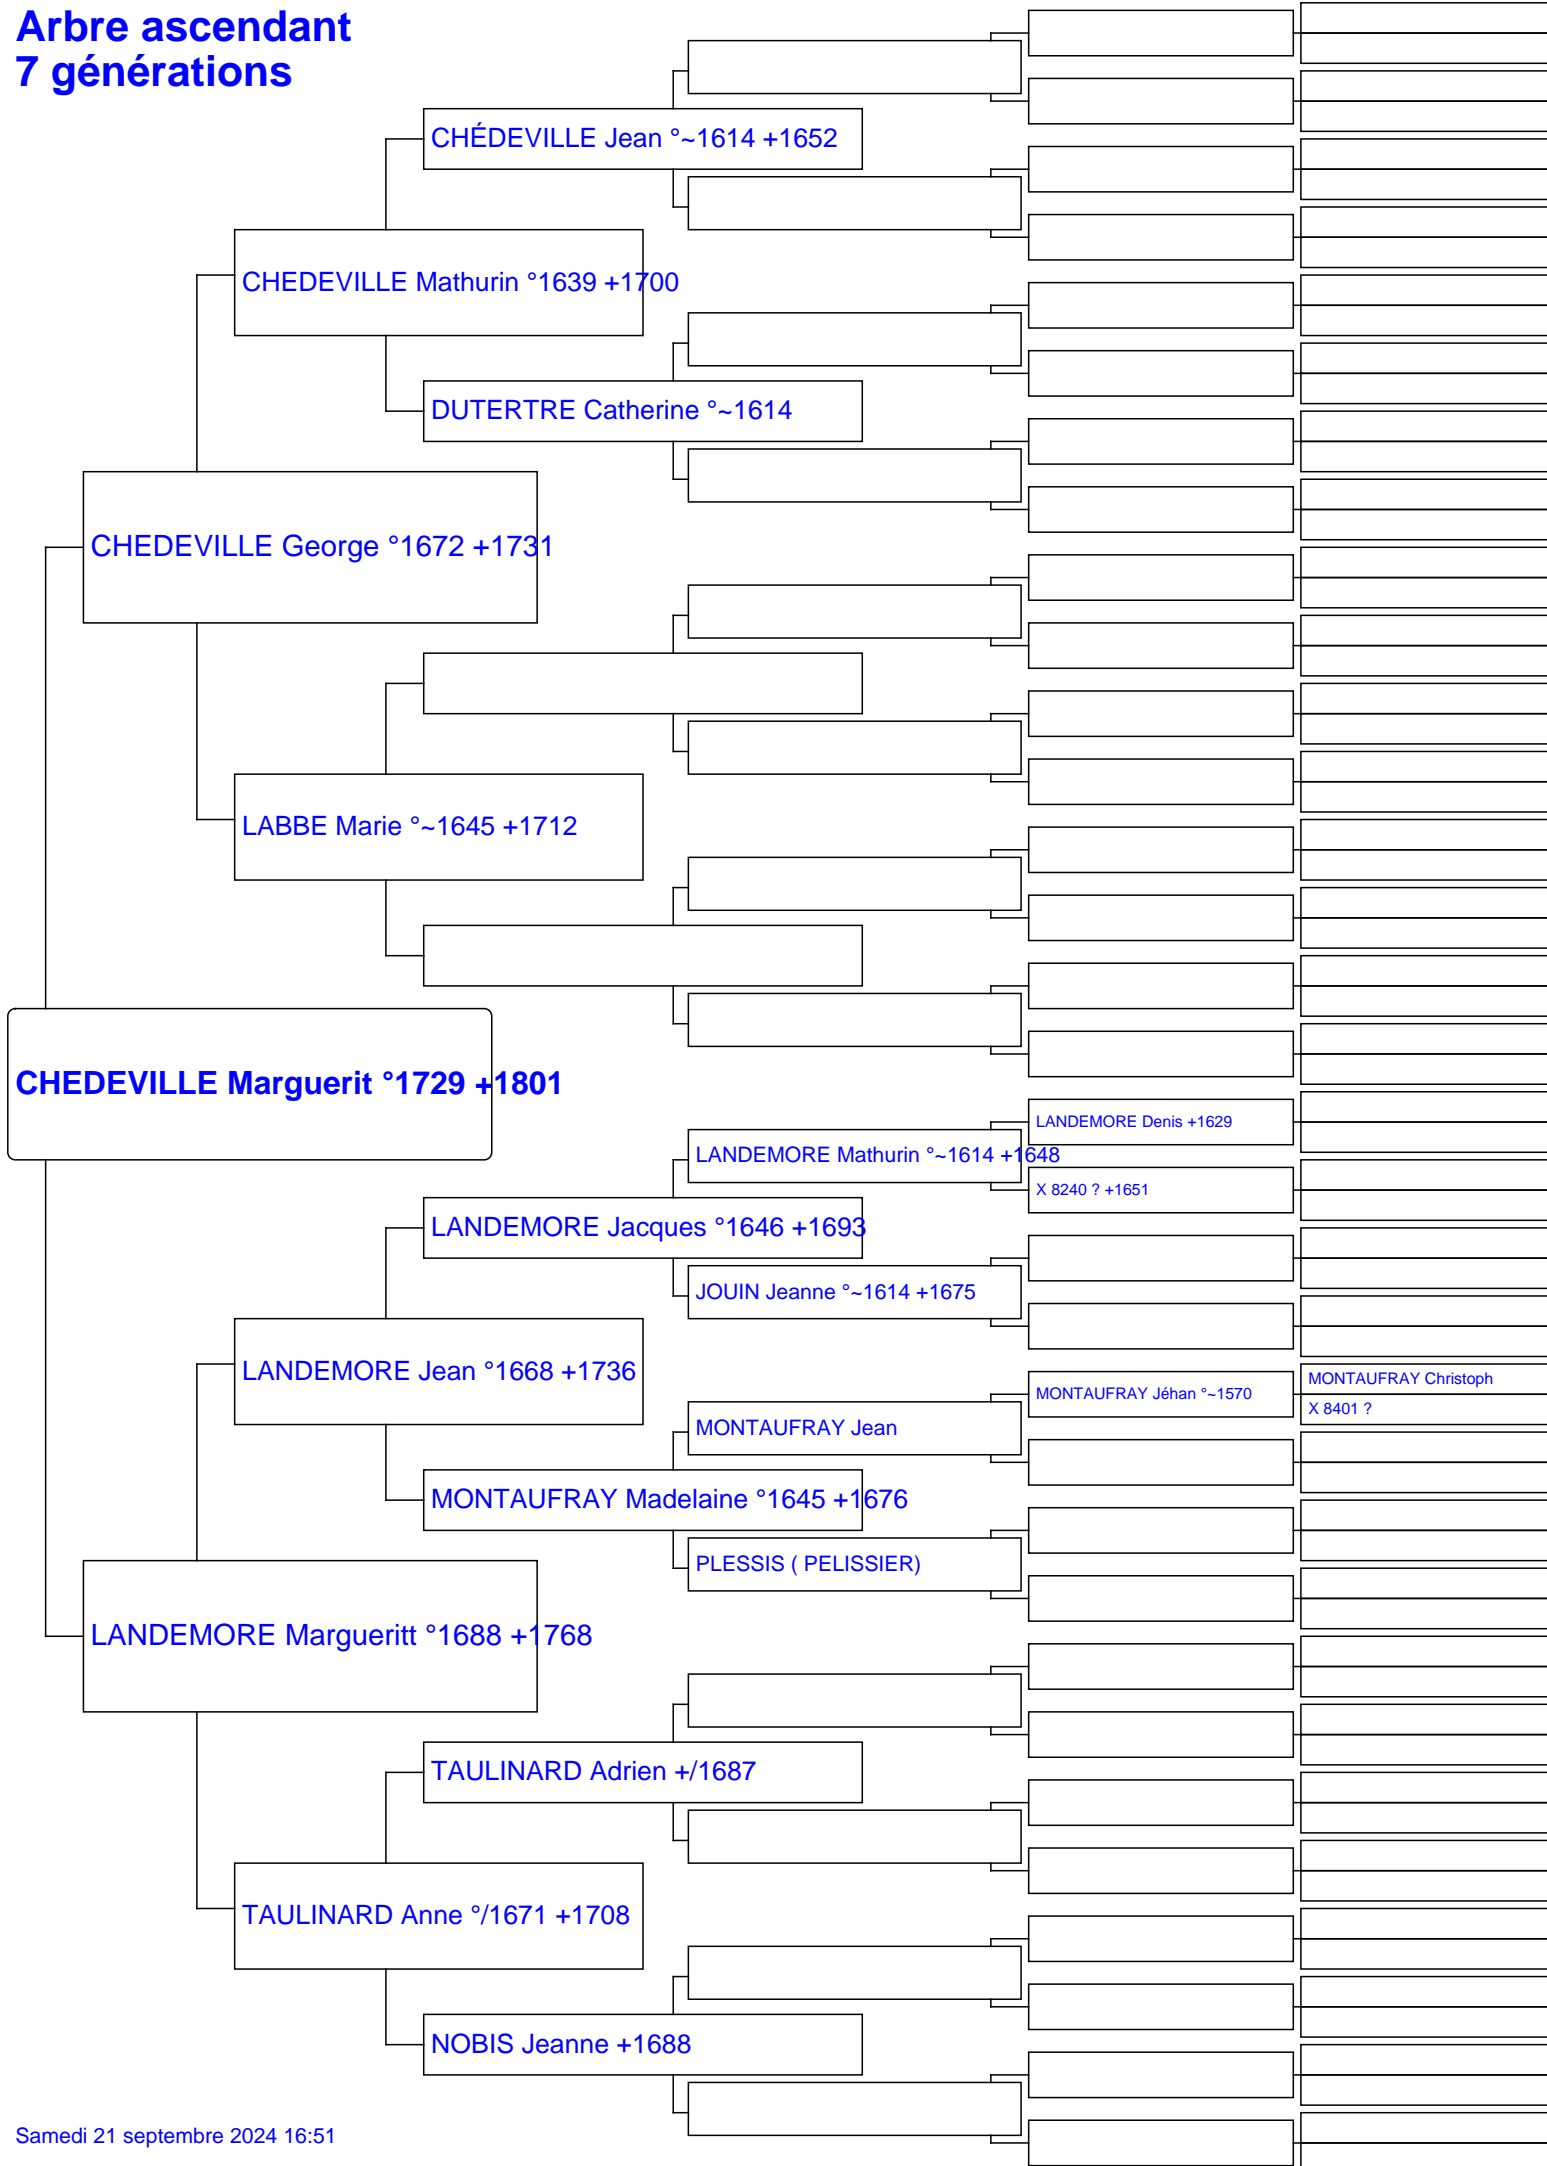 Arbre ascendant
7 générations
CHÉDEVILLE Jean °~1614 +1652
CHEDEVILLE Mathurin °1639 +1700
DUTERTRE Catherine °~1614
CHEDEVILLE George °1672 +1731
LABBE Marie °~1645 +1712
CHEDEVILLE Marguerit °1729 +1801
LANDEMORE Denis +1629
LANDEMORE Mathurin °~1614 +1648
X 8240 ? +1651
LANDEMORE Jacques °1646 +1693
JOUIN Jeanne °~1614 +1675
LANDEMORE Jean °1668 +1736
MONTAUFRAY Christoph
MONTAUFRAY Jéhan °~1570
X 8401 ?
MONTAUFRAY Jean
MONTAUFRAY Madelaine °1645 +1676
PLESSIS ( PELISSIER)
LANDEMORE Margueritt °1688 +1768
TAULINARD Adrien +/1687
TAULINARD Anne °/1671 +1708
NOBIS Jeanne +1688
Samedi 21 septembre 2024 16:51